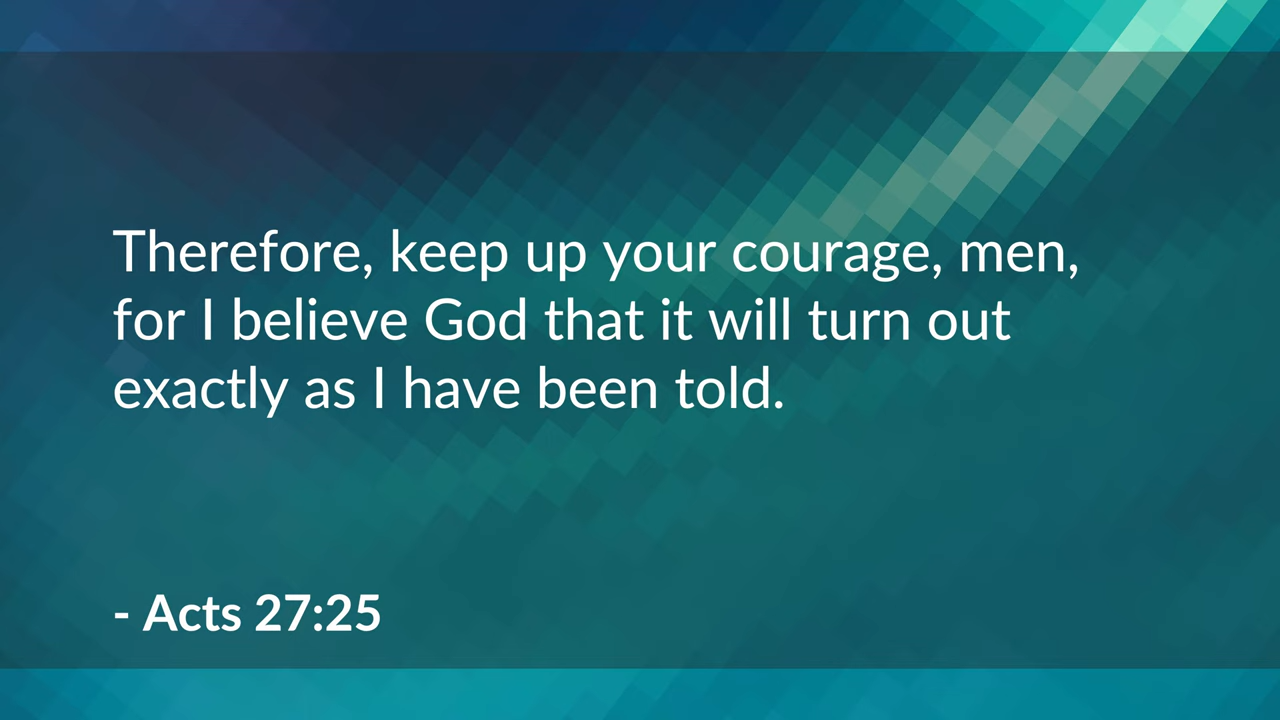 Therefore, keep up your courage, men,
for I believe God that it will turn out
exactly as I have been told.
- Acts 27:25